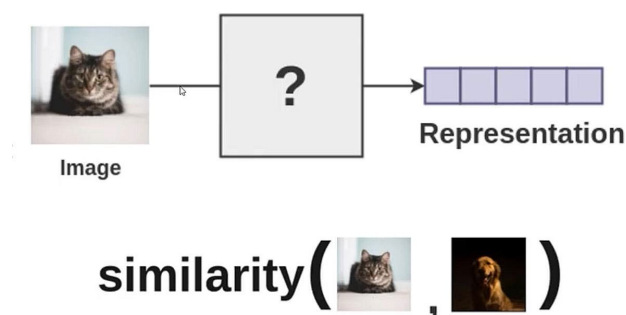 ?
Representation
Image
similarity( , )